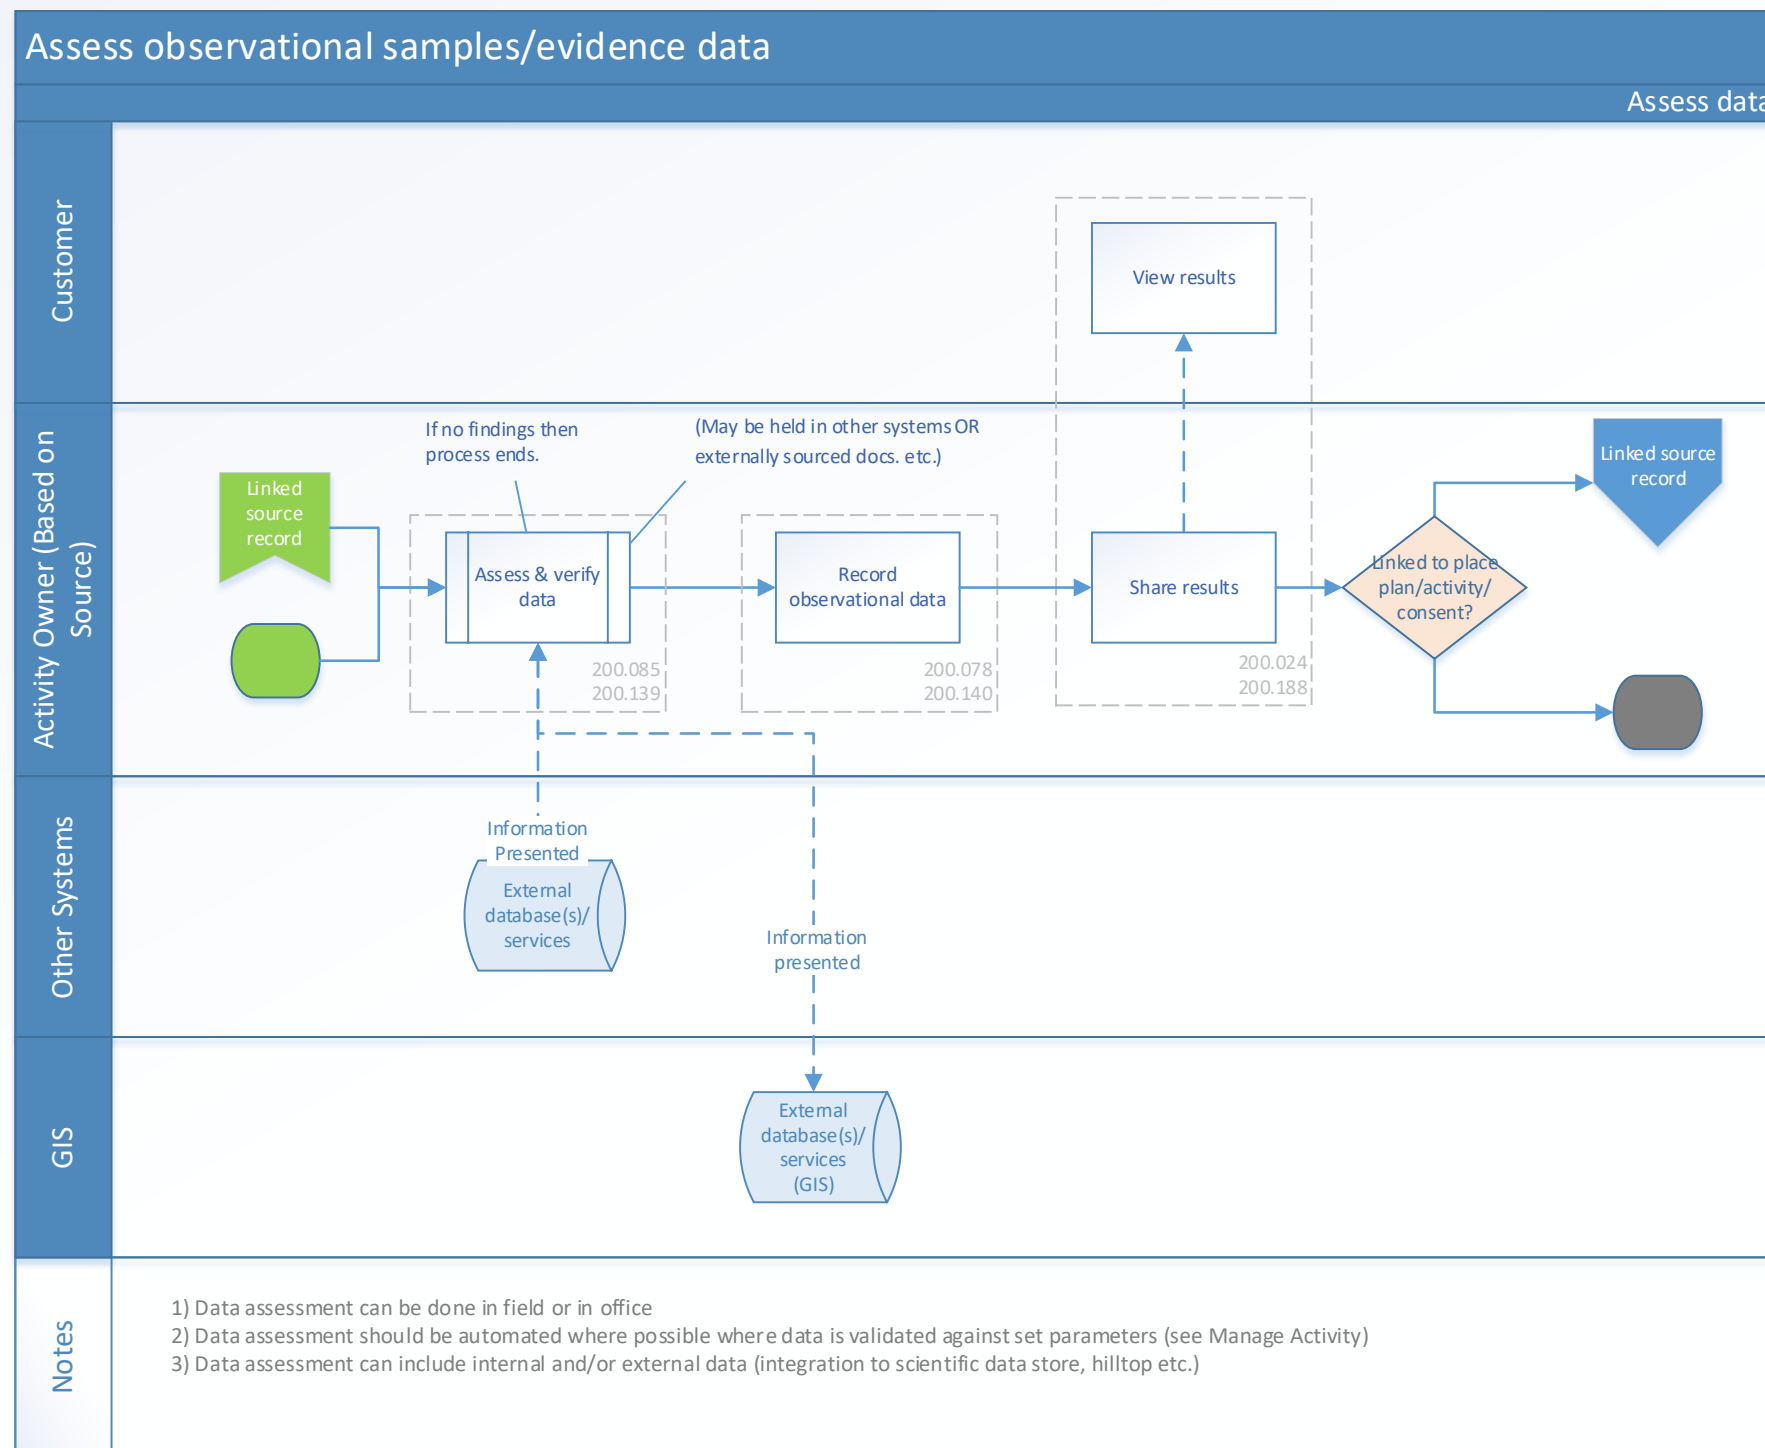 Assess observational samples/evidence data
Assess data
Customer
View results
Activity Owner (Based on
Source)
If no findings then
process ends.
(May be held in other systems OR
externally sourced docs. etc.)
Linked
source
record
Assess & verify
data
200.085
200.139
Record
observational data
200.078
200.140
Share results
200.024
200.188
Linked to place
plan/activity/
consent?
Linked source
record
Other Systems
Information
Presented
External
database(s)/
services
Information
presented
GIS
External
database(s)/
services
(GIS)
Notes
1) Data assessment can be done in field or in office
2) Data assessment should be automated where possible where data is validated against set parameters (see Manage Activity)
3) Data assessment can include internal and/or external data (integration to scientific data store, hilltop etc.)